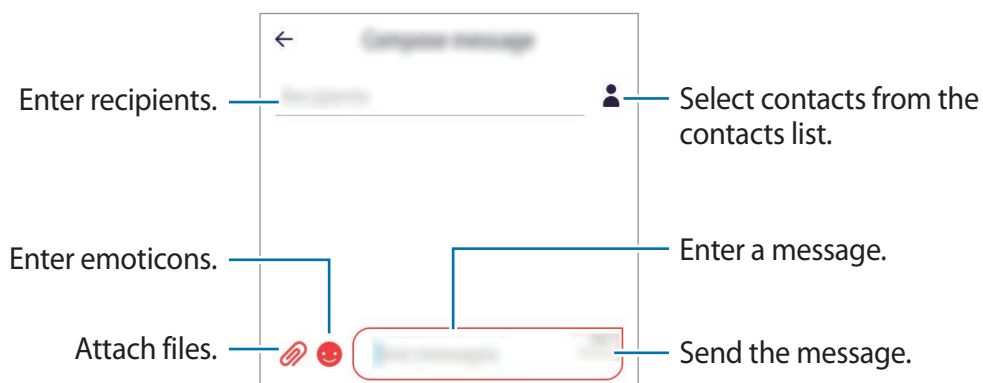 Enter recipients.
Select contacts from the
contacts list.
Enter emoticons.
Enter a message.
Attach files.
Send the message.